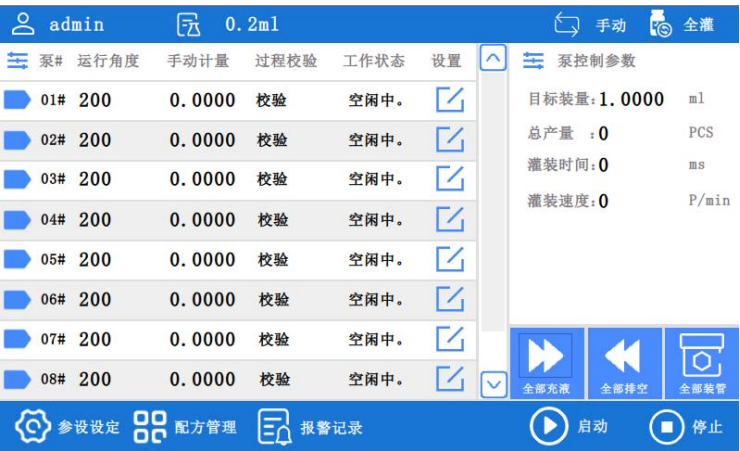 admin 0.2ml 手动 全灌
泵# 运行角度 手动计量 过程校验 工作状态 设置
01# 200 0.0000 校验 空闲中。
02# 200 0.0000 校验 空闲中。
03# 200 0.0000 校验 空闲中。
04# 200 0.0000 校验 空闲中。
05# 200 0.0000 校验 空闲中。
06# 200 0.0000 校验 空闲中。
07# 200 0.0000 校验 空闲中。
08# 200 0.0000 校验 空闲中。
泵控制参数
目标装量:1.0000 ml
总产量 :0 PCS
灌装时间:0 ms
灌装速度:0 P/min
全部充液 全部排空 全部装管
参设设定 配方管理 报警记录 启动 停止